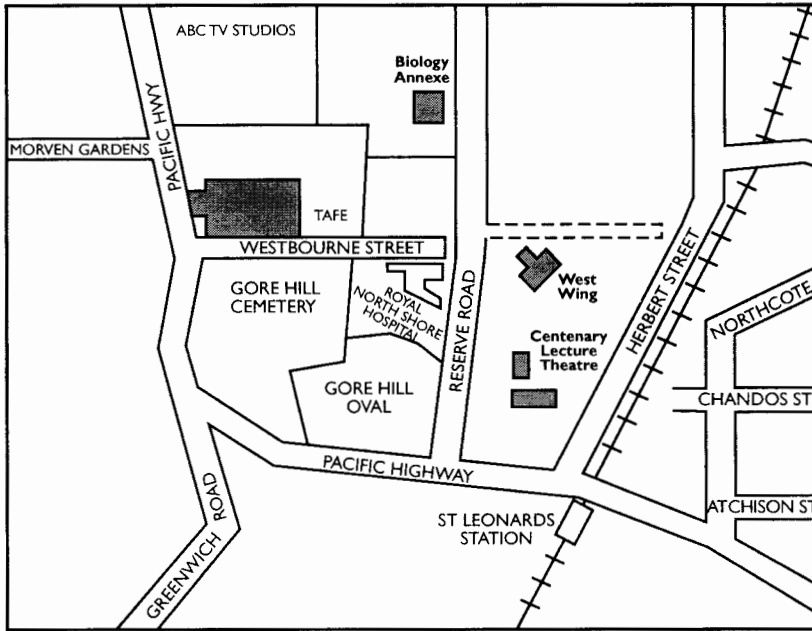 ABC TV STUDIOS
Biology
Annexe
PACIFIC HWY
MORVEN GARDENS
TAFE
WESTBOURNE STREET
GORE HILL
CEMETERY
ROYAL
NORTH SHORE
HOSPITAL
RESERVE ROAD
West
Wing
HERBERT STREET
NORTHCOTE
Centenary
Lecture
Theatre
GORE HILL
OVAL
CHANDOS ST
PACIFIC HIGHWAY
ATCHISON ST
ST LEONARDS
STATION
GREENWICH ROAD